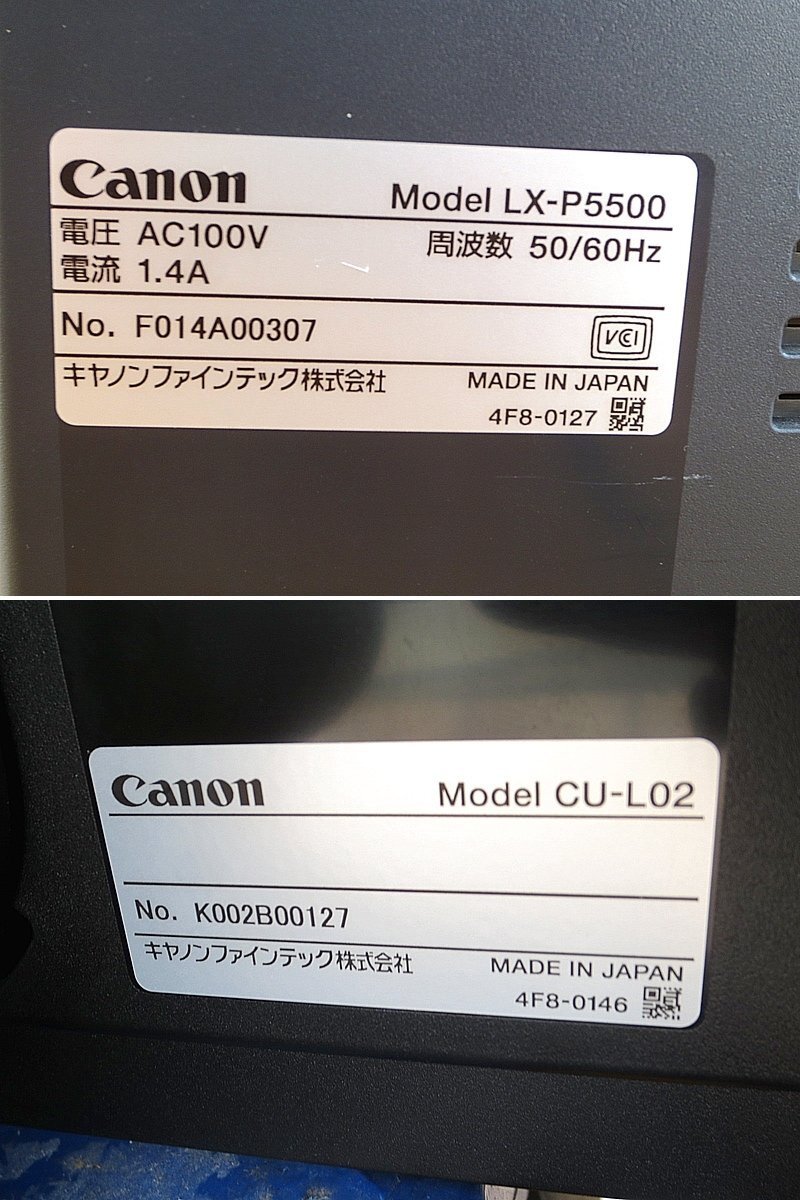 Canon Model LX-P5500
電圧 AC100V 周波数 50/60Hz
電流 1.4A
No. F014A00307 VCI
キヤノンファインテック株式会社 MADE IN JAPAN
4F8-0127
Canon Model CU-L02
No. K002B00127
キヤノンファインテック株式会社 MADE IN JAPAN
4F8-0146